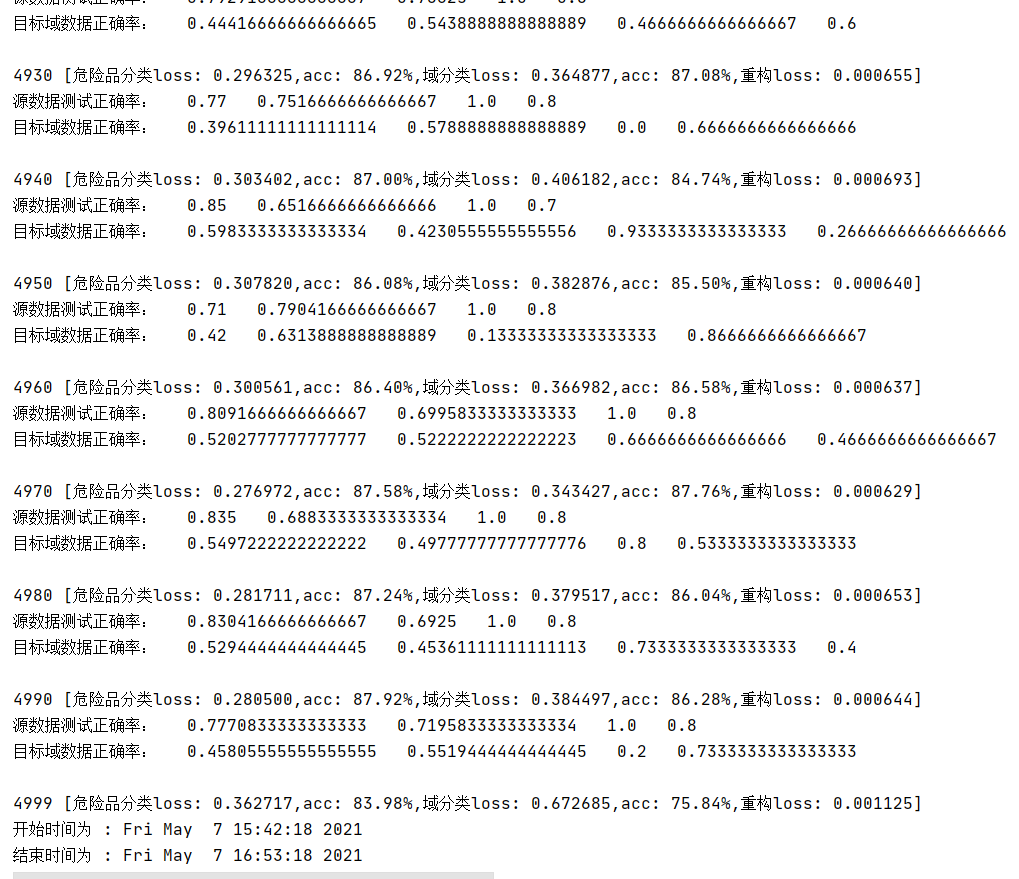 目标域数据正确率:   0.44416666666666665   0.5438888888888889   0.4666666666666667   0.6
4930 [危险品分类loss: 0.296325,acc: 86.92%,域分类loss: 0.364877,acc: 87.08%,重构loss: 0.000655]
源数据测试正确率:   0.77   0.7516666666666667   1.0   0.8
目标域数据正确率:   0.39611111111111114   0.5788888888888889   0.0   0.6666666666666666
4940 [危险品分类loss: 0.303402,acc: 87.00%,域分类loss: 0.406182,acc: 84.74%,重构loss: 0.000693]
源数据测试正确率:   0.85   0.6516666666666666   1.0   0.7
目标域数据正确率:   0.5983333333333334   0.4230555555555556   0.9333333333333333   0.26666666666666666
4950 [危险品分类loss: 0.307820,acc: 86.08%,域分类loss: 0.382876,acc: 85.50%,重构loss: 0.000640]
源数据测试正确率:   0.71   0.7904166666666667   1.0   0.8
目标域数据正确率:   0.42   0.6313888888888889   0.13333333333333333   0.8666666666666667
4960 [危险品分类loss: 0.300561,acc: 86.40%,域分类loss: 0.366982,acc: 86.58%,重构loss: 0.000637]
源数据测试正确率:   0.8091666666666667   0.6995833333333333   1.0   0.8
目标域数据正确率:   0.5202777777777777   0.5222222222222223   0.6666666666666666   0.4666666666666667
4970 [危险品分类loss: 0.276972,acc: 87.58%,域分类loss: 0.343427,acc: 87.76%,重构loss: 0.000629]
源数据测试正确率:   0.835   0.6883333333333334   1.0   0.8
目标域数据正确率:   0.5497222222222222   0.49777777777777776   0.8   0.5333333333333333
4980 [危险品分类loss: 0.281711,acc: 87.24%,域分类loss: 0.379517,acc: 86.04%,重构loss: 0.000653]
源数据测试正确率:   0.8304166666666667   0.6925   1.0   0.8
目标域数据正确率:   0.5294444444444445   0.45361111111111113   0.7333333333333333   0.4
4990 [危险品分类loss: 0.280500,acc: 87.92%,域分类loss: 0.384497,acc: 86.28%,重构loss: 0.000644]
源数据测试正确率:   0.7770833333333333   0.7195833333333334   1.0   0.8
目标域数据正确率:   0.45805555555555555   0.5519444444444445   0.2   0.7333333333333333
4999 [危险品分类loss: 0.362717,acc: 83.98%,域分类loss: 0.672685,acc: 75.84%,重构loss: 0.001125]
开始时间为 : Fri May  7 15:42:18 2021
结束时间为 : Fri May  7 16:53:18 2021